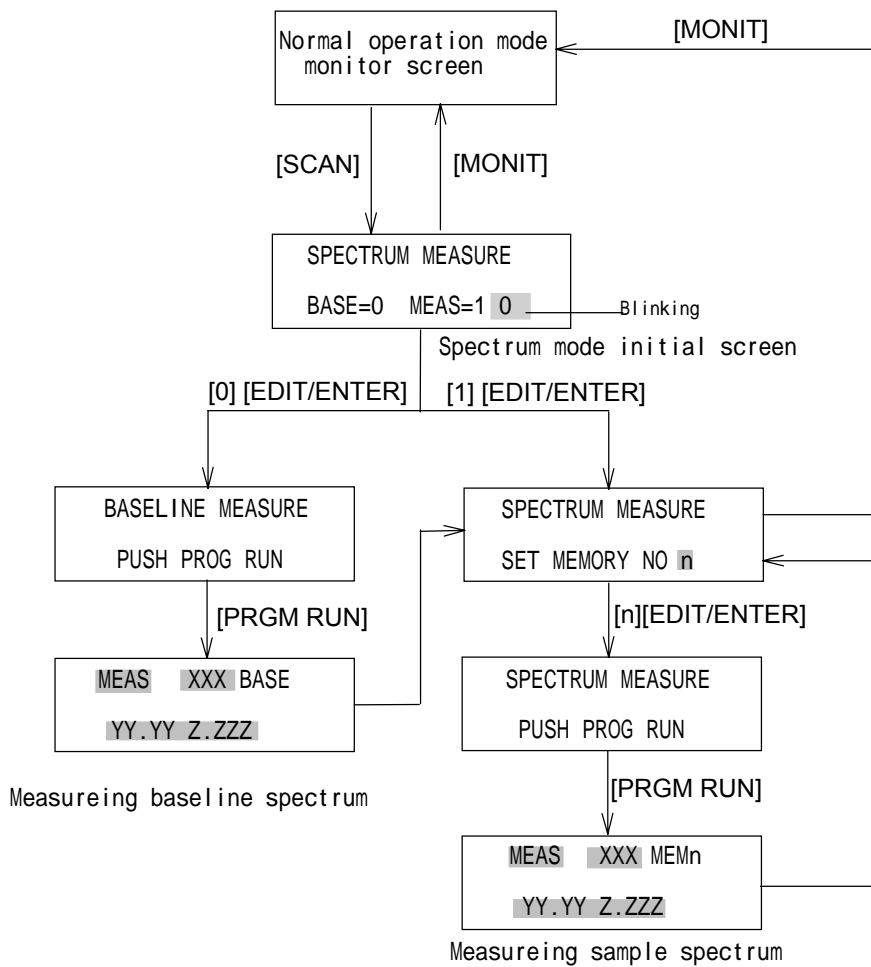 Normal operation mode
monitor screen
[MONIT]
[SCAN]
[MONIT]
SPECTRUM MEASURE
BASE=0 MEAS=1 0
Blinking
Spectrum mode initial screen
[0] [EDIT/ENTER]
[1] [EDIT/ENTER]
BASELINE MEASURE
PUSH PROG RUN
SPECTRUM MEASURE
SET MEMORY NO n
[PRGM RUN]
[n][EDIT/ENTER]
MEAS XXX BASE
YY.YY Z.ZZZ
Measureing baseline spectrum
SPECTRUM MEASURE
PUSH PROG RUN
[PRGM RUN]
MEAS XXX MEMn
YY.YY Z.ZZZ
Measureing sample spectrum